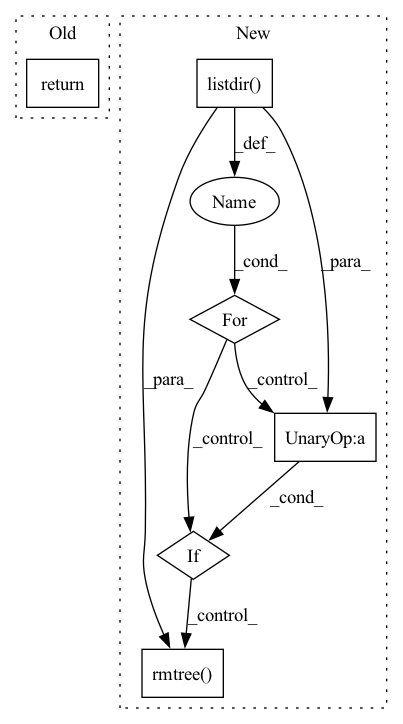 Old
New
return
listdir()
_def_
Name
_cond_
_para_
For
_para_
_control_
UnaryOp:a
_control_
_cond_
If
_control_
rmtree()